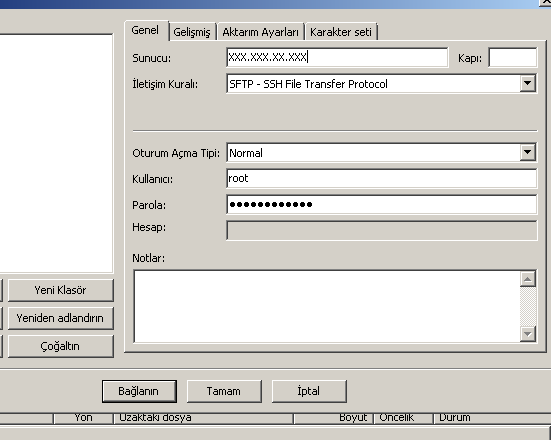 Genel Gelişmiş Aktarım Ayarları Karakter seti
Sunucu: XXX.XXX.XX.XXX Kapı:
İletişim Kuralı: SFTP - SSH File Transfer Protocol
Oturum Açma Tipi: Normal
Kullanıcı: root
Parola: ●●●●●●●●●●●●
Hesap:
Notlar:
Yeni Klasör
Yeniden adlandırın
Çoğaltın
Bağlanın Tamam İptal
Yön Uzaktaki dosya Boyut Öncelik Durum